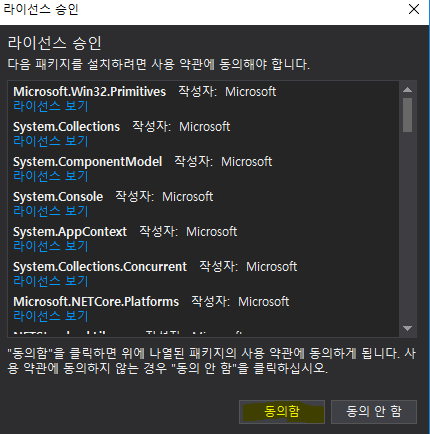 라이선스 승인
라이선스 승인
다음 패키지를 설치하려면 사용 약관에 동의해야 합니다.
Microsoft.Win32.Primitives 작성자: Microsoft
라이선스 보기
System.Collections 작성자: Microsoft
라이선스 보기
System.ComponentModel 작성자: Microsoft
라이선스 보기
System.Console 작성자: Microsoft
라이선스 보기
System.AppContext 작성자: Microsoft
라이선스 보기
System.Collections.Concurrent 작성자: Microsoft
라이선스 보기
Microsoft.NETCore.Platforms 작성자: Microsoft
라이선스 보기
"동의함"을 클릭하면 위에 나열된 패키지의 사용 약관에 동의하게 됩니다. 사
용 약관에 동의하지 않는 경우 "동의 안 함"을 클릭하십시오.
동의함 동의 안 함